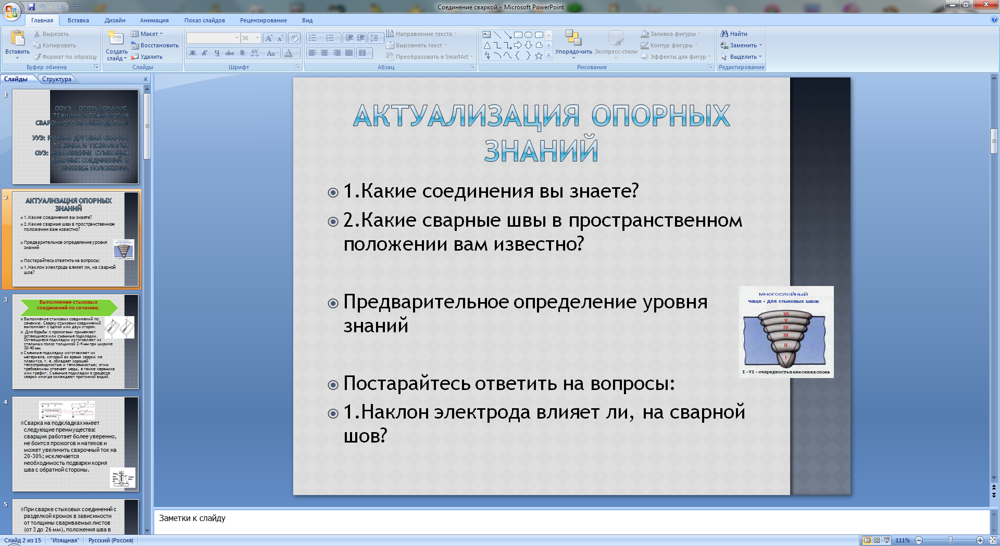 Соединение сваркой - Microsoft PowerPoint
Главная
Вставка
Дизайн
Анимация
Показ слайдов
Рецензирование
Вид
Вставить
Вырезать
Копировать
Формат по образцу
Буфер обмена
Создать слайд
Макет
Восстановить
Удалить
Слайды
36
Ж К Ч abc S AV Aa А
Шрифт
Направление текста
Выровнять текст
Преобразовать в SmartArt
Абзац
Упорядочить
Экспресс-стили
Заливка фигуры
Контур фигуры
Эффекты для фигур
Рисование
Найти
Заменить
Выделить
Редактирование
Слайды
Структура
1
ООУЭ: «ОБОРУДОВАНИЕ,
ТЕХНИКА И ТЕХНОЛОГИЯ
СВАРОЧНОГО ПРОИЗВОДСТВА»
УУЭ: РУЧНАЯ ДУГОВАЯ СВАРКА:
ТЕХНИКА И ТЕХНОЛОГИЯ
ОУЭ: ВЫПОЛНЕНИЕ СТЫКОВЫХ
СВАРНЫХ СОЕДИНЕНИЙ В
НИЖНЕМ ПОЛОЖЕНИИ
2
АКТУАЛИЗАЦИЯ ОПОРНЫХ
ЗНАНИЙ
1.Какие соединения вы знаете?
2.Какие сварные швы в пространственном
положении вам известно?
Предварительное определение уровня
знаний
Постарайтесь ответить на вопросы:
1.Наклон электрода влияет ли, на сварной
шов?
3
Выполнение стыковых
соединений по сечению.
Выполнение стыковых соединений по
сечению. Сварку стыковых соединений
выполняют с одной или двух сторон.
Для борьбы с прожогами применяют
остающиеся или съемные подкладки.
Остающиеся подкладки изготовляют из
стальных полос толщиной 2-4 мм при ширине
30-40 мм.
Съемные подкладки изготовляют из
материала, который во время сварки не
плавится, т. е. обладает хорошей
теплопроводностью и теплоемкостью; этим
требованиям отвечает медь, а также керамика
или графит. Съемные подкладки в процессе
сварки иногда охлаждают проточной водой.
4
Сварка на подкладках имеет
следующие преимущества:
сварщик работает более уверенно,
не боится прожогов и натеков и
может увеличить сварочный ток на
20-30%; исключается
необходимость подварки корня
шва с обратной стороны.
5
При сварке стыковых соединений с
разделкой кромок в зависимости
от толщины свариваемых листов
(от 3 до 26 мм), положения шва в
АКТУАЛИЗАЦИЯ ОПОРНЫХ
ЗНАНИЙ
1.Какие соединения вы знаете?
2.Какие сварные швы в пространственном
положении вам известно?
Предварительное определение уровня
знаний
Постарайтесь ответить на вопросы:
1.Наклон электрода влияет ли, на сварной
шов?
МНОГОСЛОЙНЫЙ
чаще - для стыковых швов
VI
V
IV
III
II
I
I - VI - очередность нанесения слоев
Заметки к слайду
Слайд 2 из 15
"Изящная"
Русский (Россия)
111%